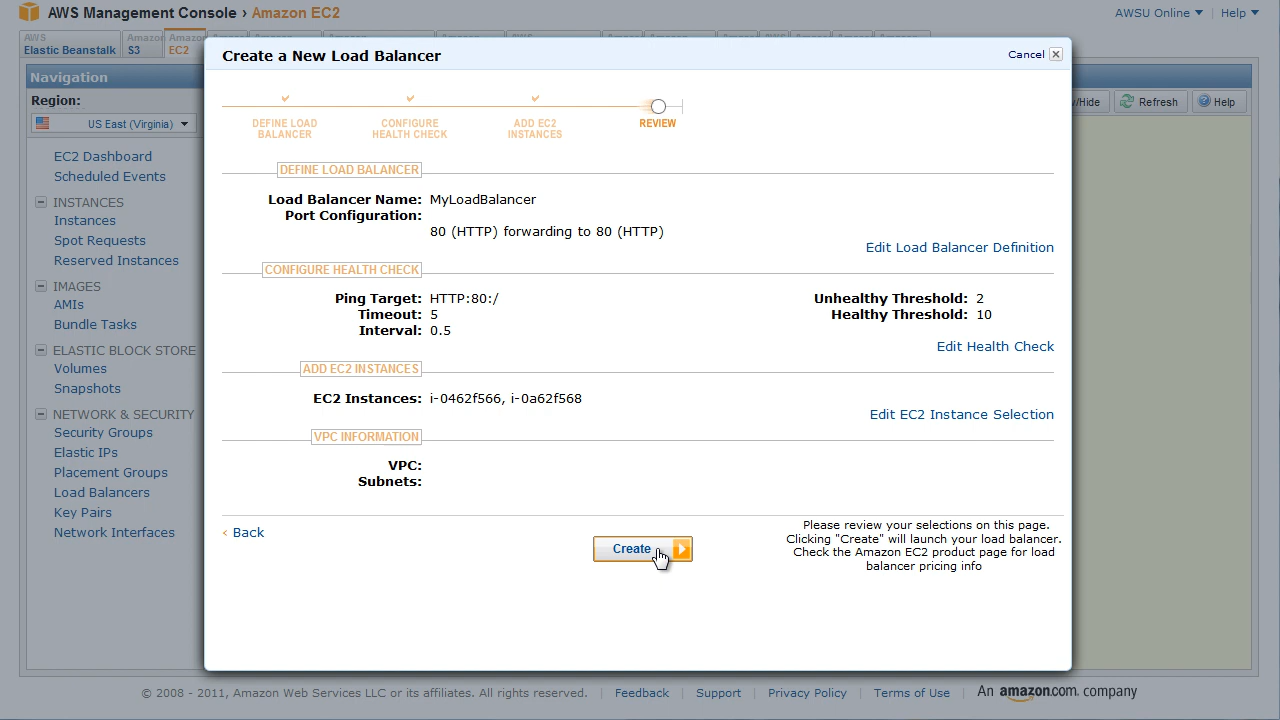 AWS Management Console › Amazon EC2
AWSU Online
Help
AWS
Elastic Beanstalk
Amazon
S3
Amazon
EC2
Navigation
Region:
US East (Virginia)
EC2 Dashboard
Scheduled Events
INSTANCES
Instances
Spot Requests
Reserved Instances
IMAGES
AMIs
Bundle Tasks
ELASTIC BLOCK STORE
Volumes
Snapshots
NETWORK & SECURITY
Security Groups
Elastic IPs
Placement Groups
Load Balancers
Key Pairs
Network Interfaces
/Hide
Refresh
Help
Create a New Load Balancer
Cancel
DEFINE LOAD
BALANCER
CONFIGURE
HEALTH CHECK
ADD EC2
INSTANCES
REVIEW
DEFINE LOAD BALANCER
Load Balancer Name: MyLoadBalancer
Port Configuration:
80 (HTTP) forwarding to 80 (HTTP)
Edit Load Balancer Definition
CONFIGURE HEALTH CHECK
Ping Target: HTTP:80:/
Timeout: 5
Interval: 0.5
Unhealthy Threshold: 2
Healthy Threshold: 10
Edit Health Check
ADD EC2 INSTANCES
EC2 Instances: i-0462f566, i-0a62f568
Edit EC2 Instance Selection
VPC INFORMATION
VPC:
Subnets:
‹ Back
Create
Please review your selections on this page.
Clicking "Create" will launch your load balancer.
Check the Amazon EC2 product page for load
balancer pricing info
© 2008 - 2011, Amazon Web Services LLC or its affiliates. All rights reserved.
Feedback
Support
Privacy Policy
Terms of Use
An amazon.com company